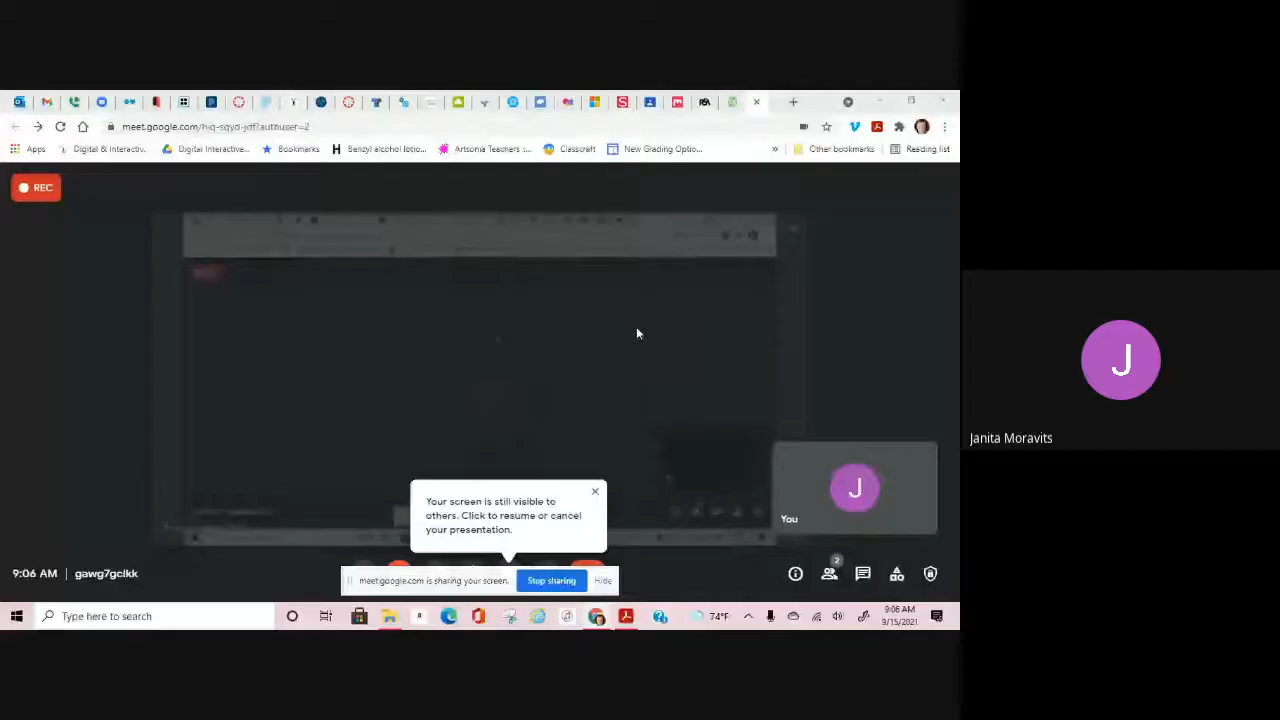 meet.google.com/hiq-sqyd-jdf?authuser=2
Apps
Digital & Interactiv...
Digital Interactive...
Bookmarks
Benzyl alcohol lotio...
Artsonia Teachers :...
Classcraft
New Grading Optio...
»
Other bookmarks
Reading list
REC
J
Janita Moravits
J
You
Your screen is still visible to
others. Click to resume or cancel
your presentation.
9:06 AM | gawg7gclkk
2
meet.google.com is sharing your screen.
Stop sharing
Hide
Type here to search
74°F
9:06 AM
9/15/2021